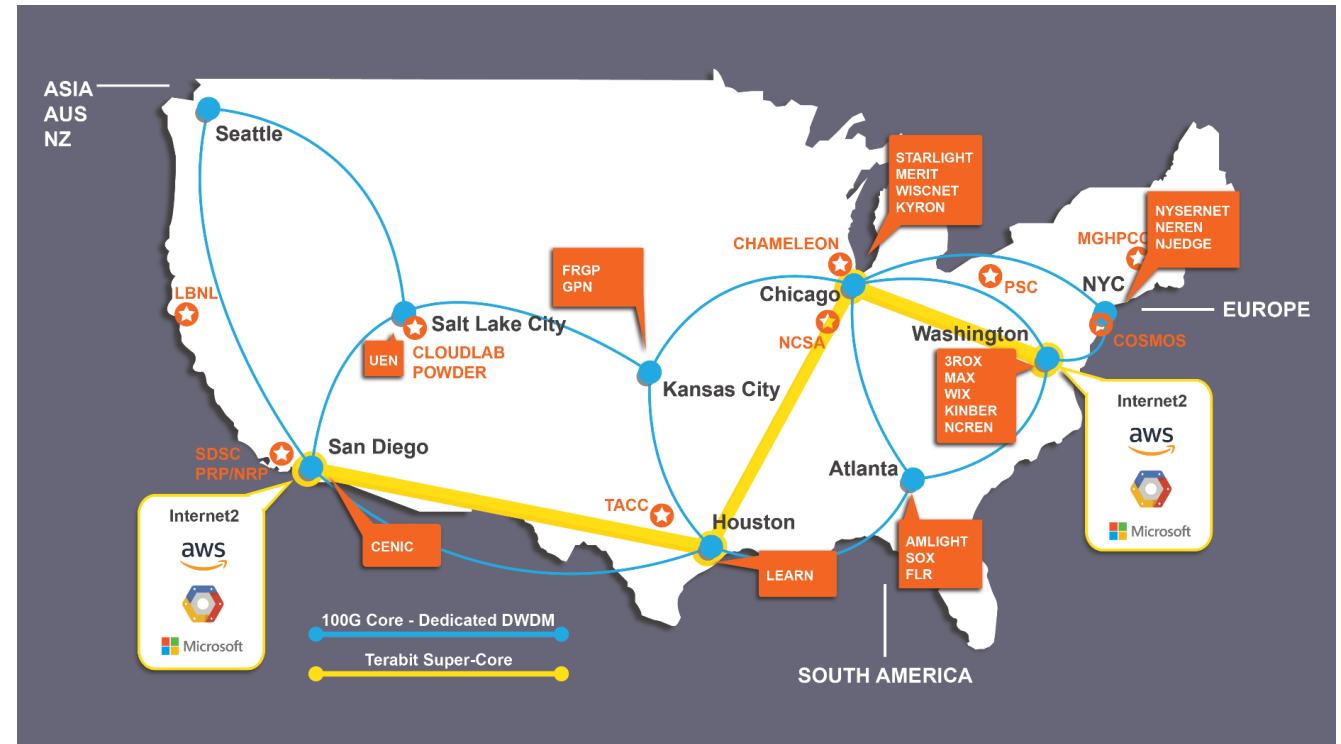 ASIA
AUS
NZ
Seattle
STARLIGHT
MERIT
WISCNET
KYRON
NYSERNET
NEREN
NJEDGE
CHAMELEON
MGHPCC
FRGP
GPN
PSC
NYC
Chicago
LBNL
EUROPE
Salt Lake City
NCSA
Washington
COSMOS
UEN
CLOUDLAB
POWDER
3ROX
MAX
WIX
KINBER
NCREN
Kansas City
Internet2
aws
Microsoft
San Diego
SDSC
PRP/NRP
Atlanta
TACC
Houston
Internet2
aws
Microsoft
CENIC
LEARN
AMLIGHT
SOX
FLR
100G Core - Dedicated DWDM
Terabit Super-Core
SOUTH AMERICA